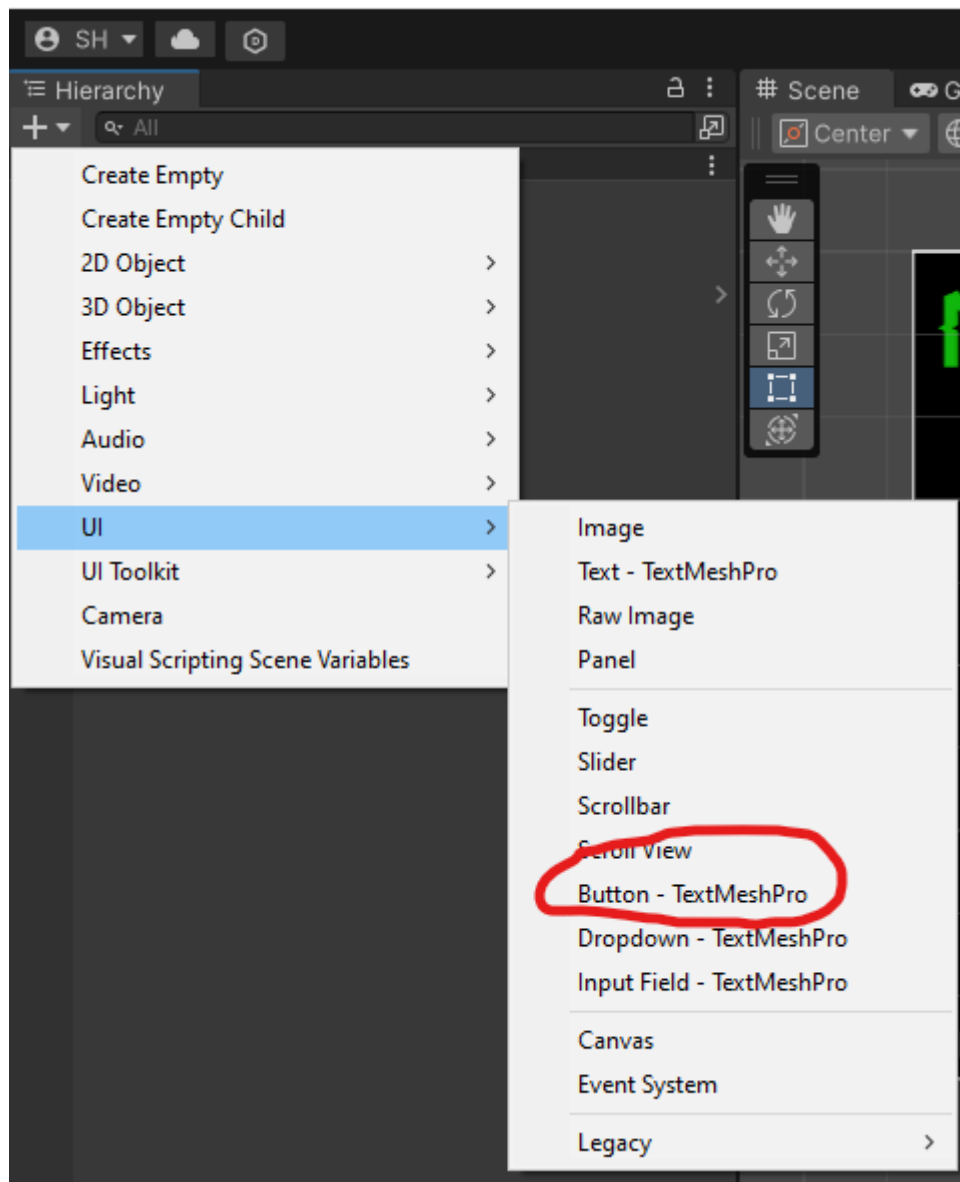 SH
Hierarchy
All
Scene
G
Center
Create Empty
Create Empty Child
2D Object
3D Object
Effects
Light
Audio
Video
UI
UI Toolkit
Camera
Visual Scripting Scene Variables
Image
Text - TextMeshPro
Raw Image
Panel
Toggle
Slider
Scrollbar
Scroll View
Button - TextMeshPro
Dropdown - TextMeshPro
Input Field - TextMeshPro
Canvas
Event System
Legacy